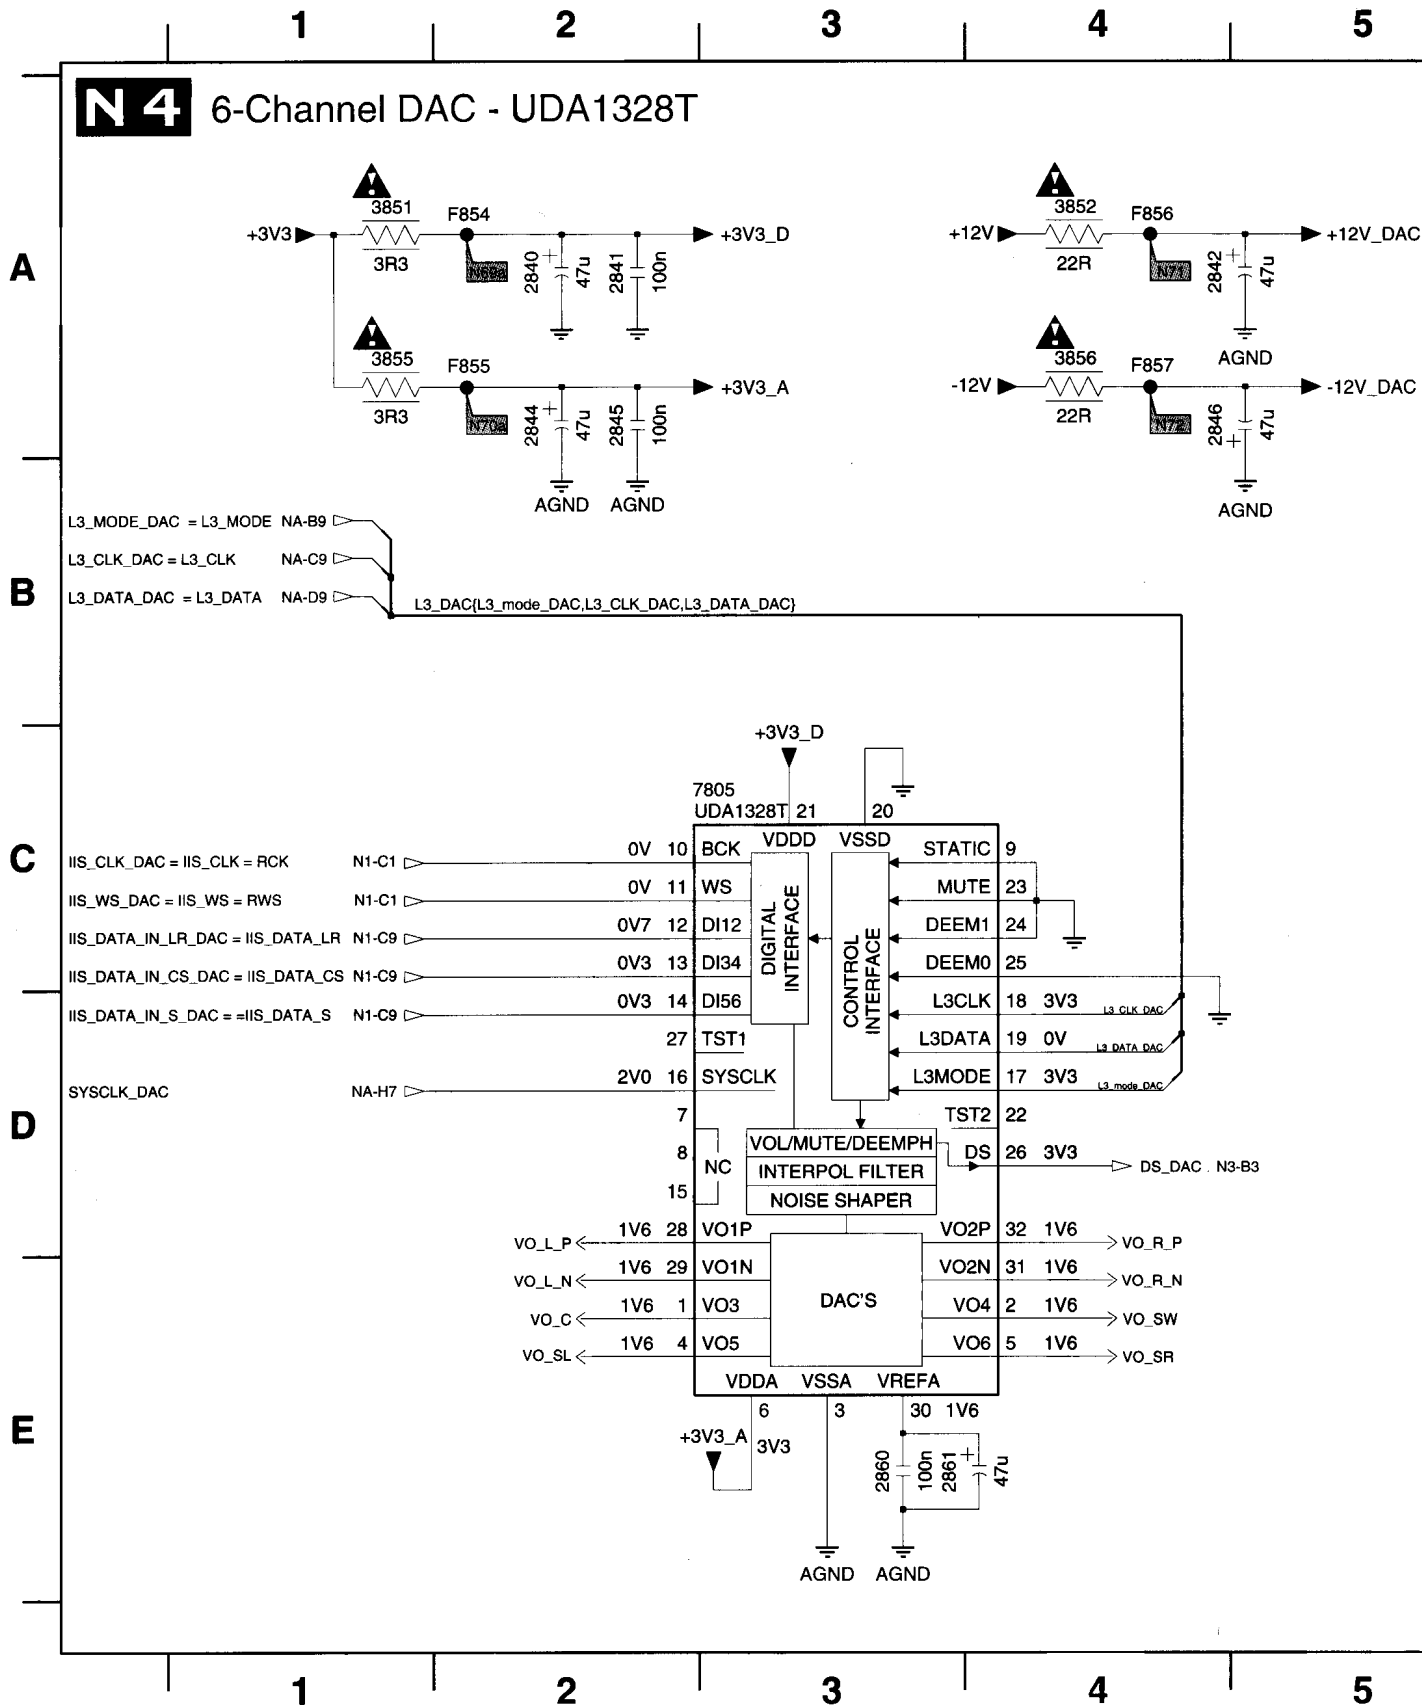 1 2 3 4 5
N 4 6-Channel DAC - UDA1328T
A
3851
+3V3
3R3
F854
N69a
2840
+
47u
2841
100n
+3V3_D
3855
3R3
F855
N70a
2844
+
47u
2845
100n
+3V3_A
AGND AGND
3852
+12V
22R
F856
N71
2842
+
47u
+12V_DAC
AGND
3856
-12V
22R
F857
N72
2846
+
47u
-12V_DAC
AGND
B
L3_MODE_DAC = L3_MODE NA-B9
L3_CLK_DAC = L3_CLK NA-C9
L3_DATA_DAC = L3_DATA NA-D9
L3_DAC{L3_mode_DAC,L3_CLK_DAC,L3_DATA_DAC}
C
+3V3_D
7805
UDA1328T 21 20
VDDD VSSD
IIS_CLK_DAC = IIS_CLK = RCK N1-C1 0V 10 BCK
IIS_WS_DAC = IIS_WS = RWS N1-C1 0V 11 WS
IIS_DATA_IN_LR_DAC = IIS_DATA_LR N1-C9 0V7 12 DI12
IIS_DATA_IN_CS_DAC = IIS_DATA_CS N1-C9 0V3 13 DI34
IIS_DATA_IN_S_DAC = =IIS_DATA_S N1-C9 0V3 14 DI56
27 TST1
SYSCLK_DAC NA-H7 2V0 16 SYSCLK
7
8
15
NC
DIGITAL
INTERFACE
CONTROL
INTERFACE
STATIC 9
MUTE 23
DEEM1 24
DEEM0 25
L3CLK 18 3V3 L3_CLK_DAC
L3DATA 19 0V L3_DATA_DAC
L3MODE 17 3V3 L3_mode_DAC
TST2 22
DS 26 3V3 DS_DAC N3-B3
D
VOL/MUTE/DEEMPH
INTERPOL FILTER
NOISE SHAPER
DAC'S
VO_L_P 1V6 28 VO1P
VO_L_N 1V6 29 VO1N
VO_C 1V6 1 VO3
VO_SL 1V6 4 VO5
VO2P 32 1V6 VO_R_P
VO2N 31 1V6 VO_R_N
VO4 2 1V6 VO_SW
VO6 5 1V6 VO_SR
VDDA VSSA VREFA
E
6 3 30 1V6
+3V3_A 3V3
2860
100n
2861
+
47u
AGND AGND
1 2 3 4 5